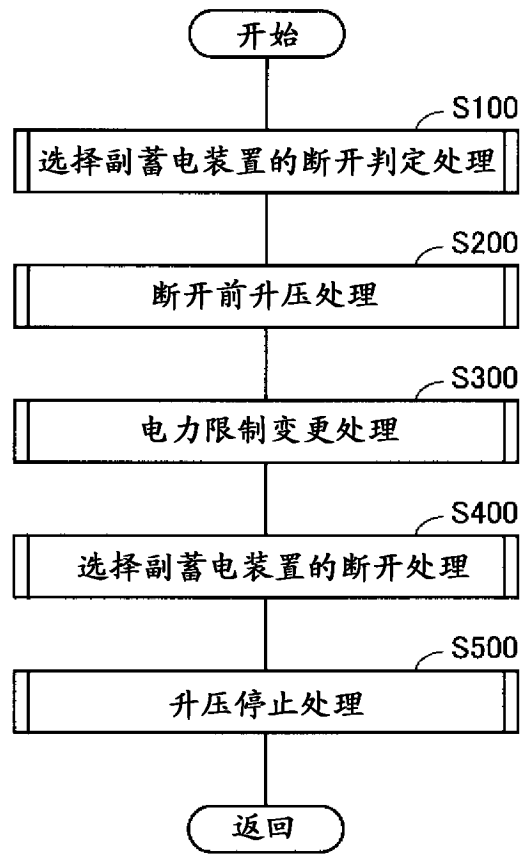 开始
S100
选择副蓄电装置的断开判定处理
S200
断开前升压处理
S300
电力限制变更处理
S400
选择副蓄电装置的断开处理
S500
升压停止处理
返回